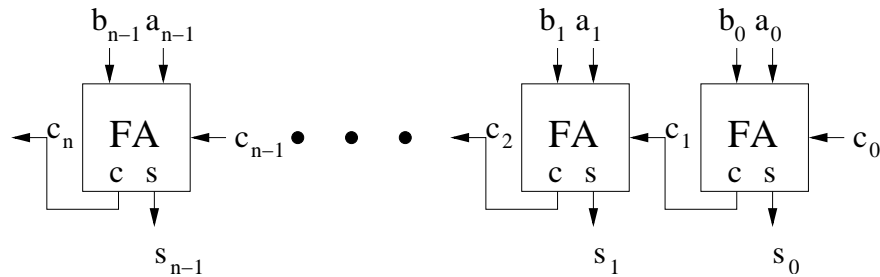 b_{n-1} a_{n-1} b_1 a_1 b_0 a_0
c_n FA c_{n-1} c_2 FA c_1 FA c_0
c s c s c s
s_{n-1} s_1 s_0